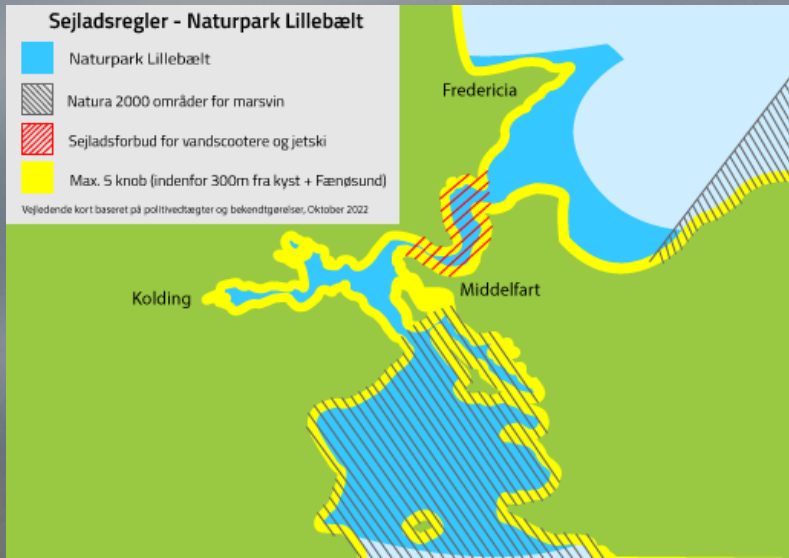 Sejladsregler - Naturpark Lillebælt
Naturpark Lillebælt
Natura 2000 områder for marsvin
Sejladsforbud for vandscootere og jetski
Max. 5 knob (indenfor 300m fra kyst + Fænøsund)
Vejledende kort baseret på politivedtægter og bekendtgørelser, Oktober 2022
Fredericia
Middelfart
Kolding